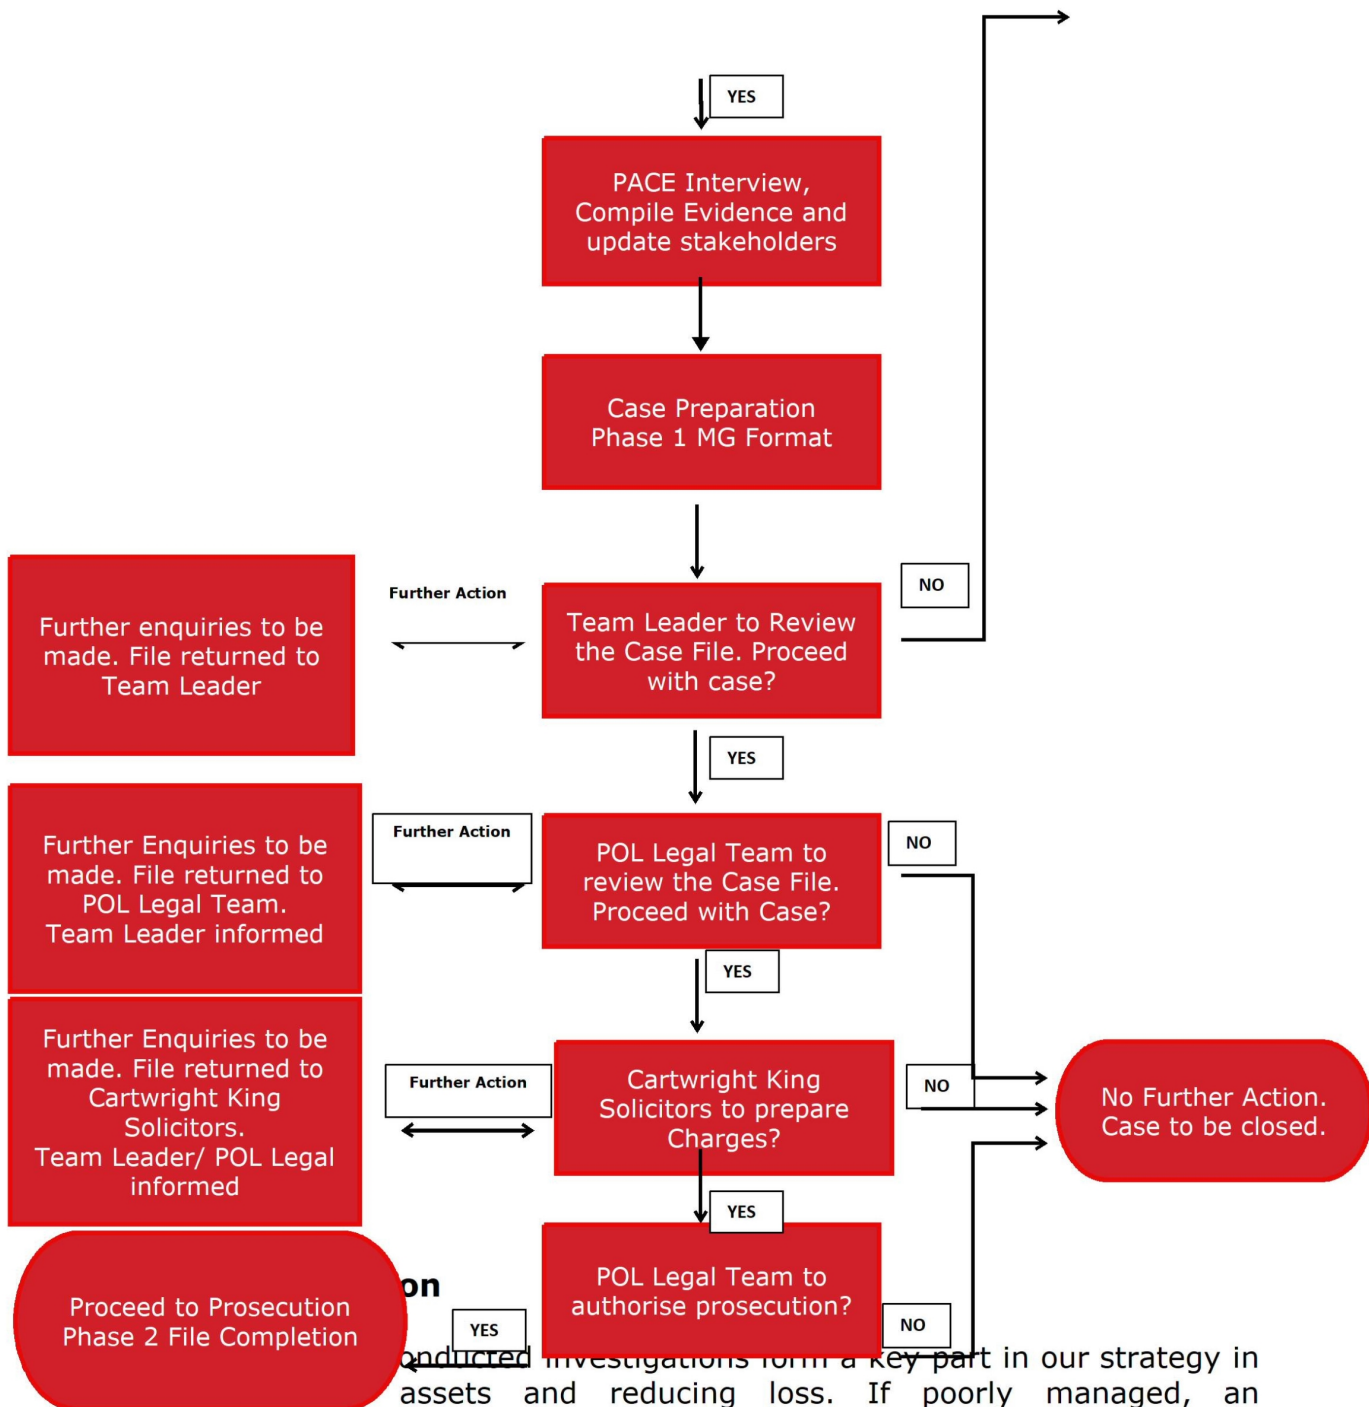 YES
PACE Interview,
Compile Evidence and
update stakeholders
Case Preparation
Phase 1 MG Format
Further enquiries to be
made. File returned to
Team Leader
Further Action
Team Leader to Review
the Case File. Proceed
with case?
NO
YES
Further Enquiries to be
made. File returned to
POL Legal Team.
Team Leader informed
Further Action
POL Legal Team to
review the Case File.
Proceed with Case?
NO
YES
Further Enquiries to be
made. File returned to
Cartwright King
Solicitors.
Team Leader/ POL Legal
informed
Further Action
Cartwright King
Solicitors to prepare
Charges?
NO
No Further Action.
Case to be closed.
YES
Proceed to Prosecution
Phase 2 File Completion
on
YES
POL Legal Team to
authorise prosecution?
NO
onducted investigations form a key part in our strategy in
assets and reducing loss. If poorly managed, an